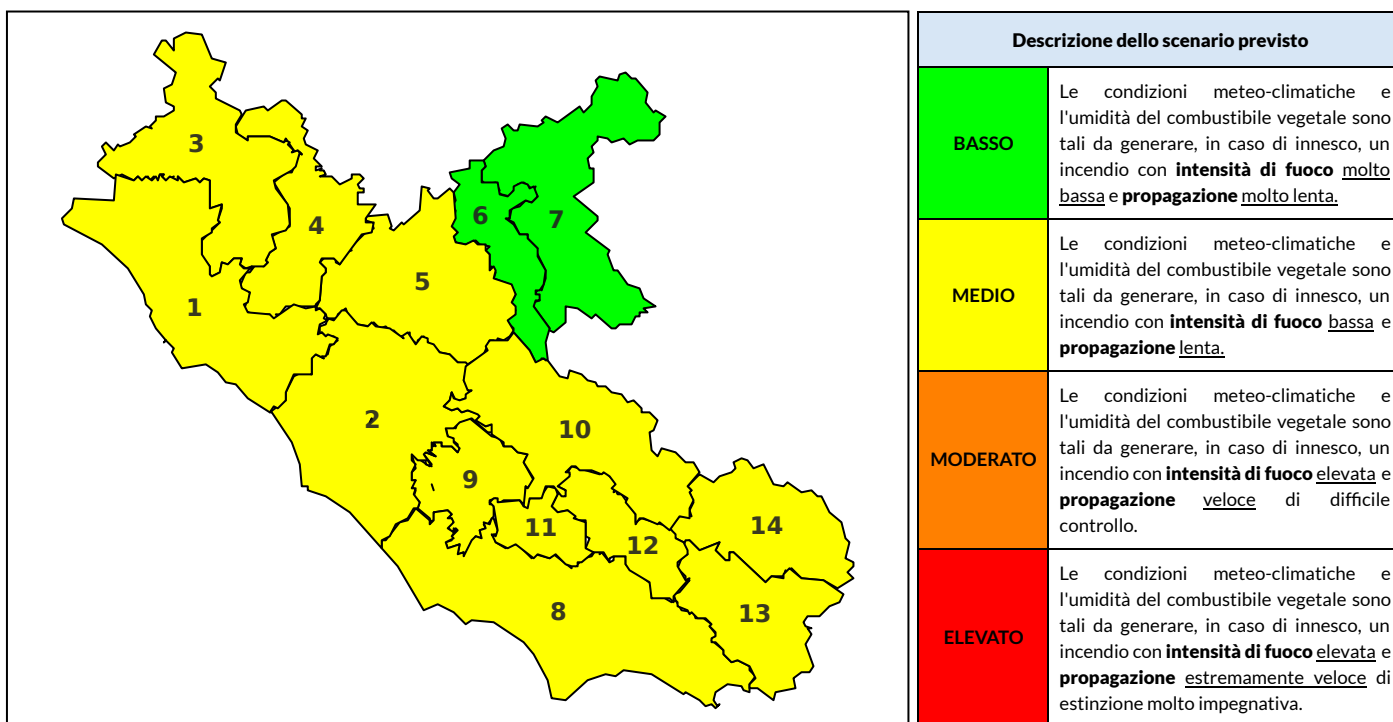 3
4
6
7
5
1
2
10
9
14
11
12
8
13
Descrizione dello scenario previsto
BASSO
Le condizioni meteo-climatiche e
l'umidità del combustibile vegetale sono
tali da generare, in caso di innesco, un
incendio con intensità di fuoco molto
bassa e propagazione molto lenta.
MEDIO
Le condizioni meteo-climatiche e
l'umidità del combustibile vegetale sono
tali da generare, in caso di innesco, un
incendio con intensità di fuoco bassa e
propagazione lenta.
MODERATO
Le condizioni meteo-climatiche e
l'umidità del combustibile vegetale sono
tali da generare, in caso di innesco, un
incendio con intensità di fuoco elevata e
propagazione veloce di difficile
controllo.
ELEVATO
Le condizioni meteo-climatiche e
l'umidità del combustibile vegetale sono
tali da generare, in caso di innesco, un
incendio con intensità di fuoco elevata e
propagazione estremamente veloce di
estinzione molto impegnativa.